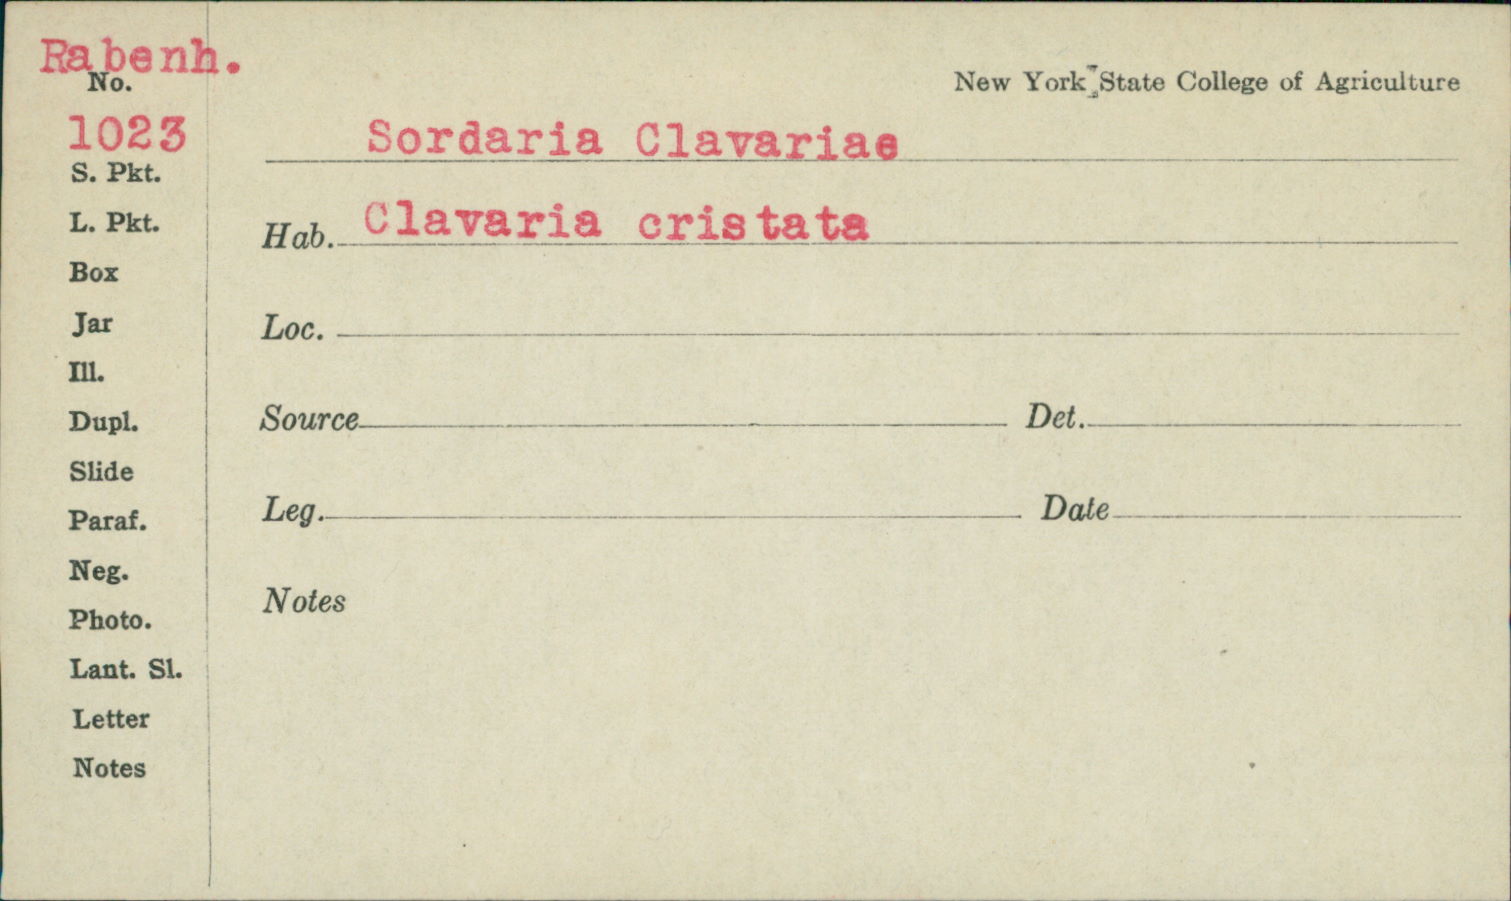 Rabenh.
No.
New York State College of Agriculture
1023
Sordaria Clavariae
S. Pkt.
L. Pkt.
Hab. Clavaria cristata
Box
Jar
Loc.
Ill.
Dupl.
Source Det.
Slide
Paraf.
Leg. Date
Neg.
Notes
Photo.
Lant. Sl.
Letter
Notes